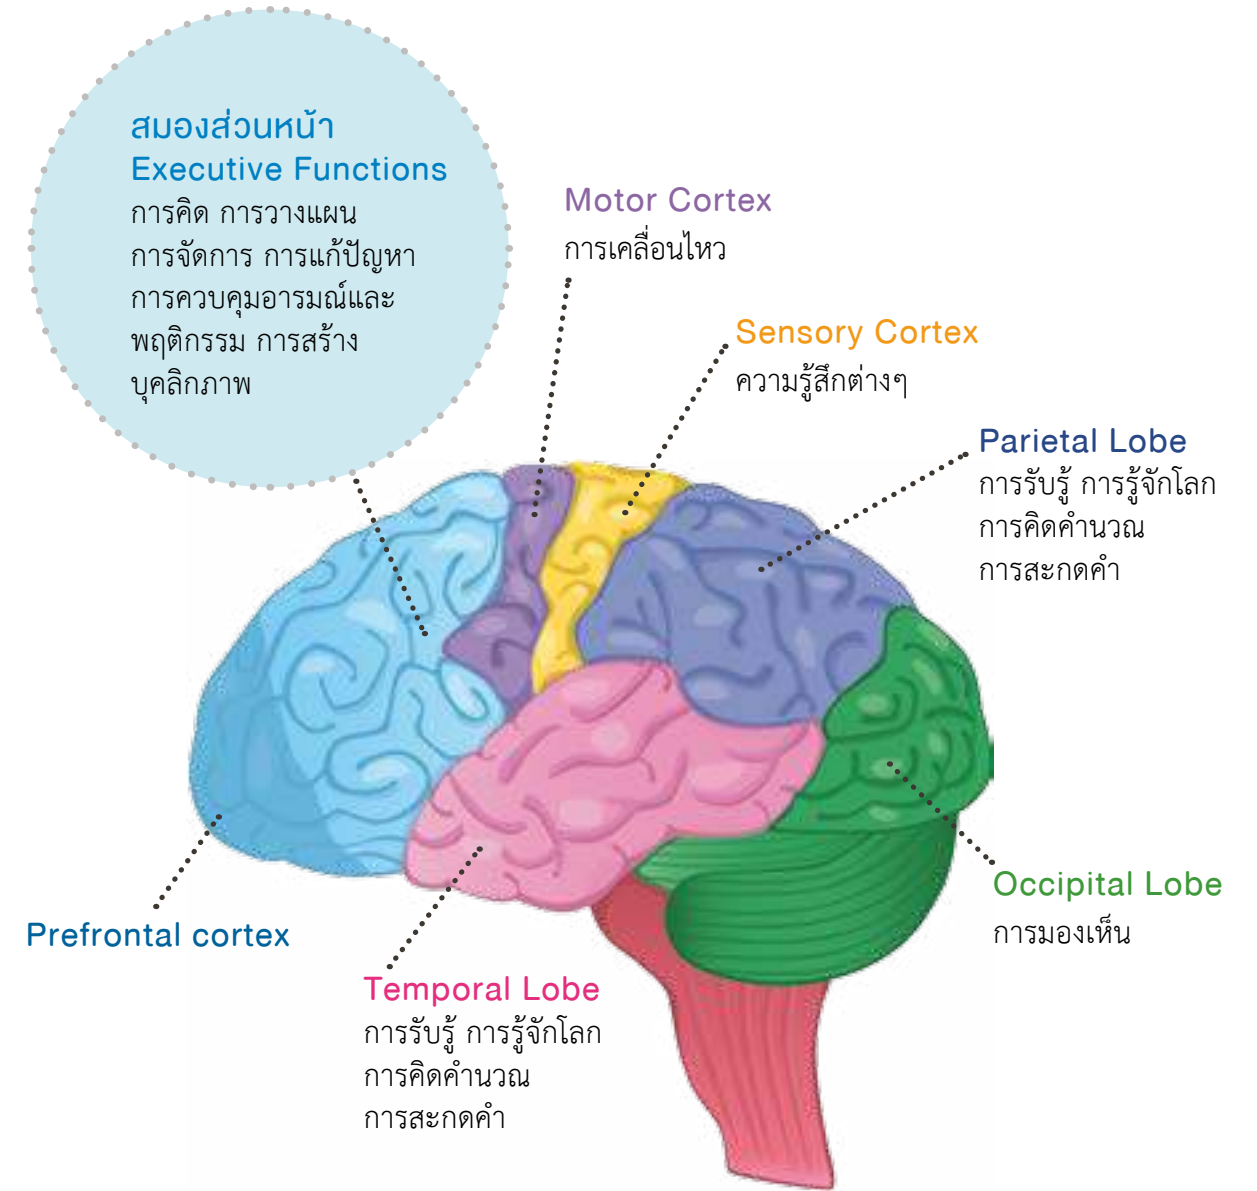 สมองส่วนหน้า
Executive Functions
การคิด การวางแผน
การจัดการ การแก้ปัญหา
การควบคุมอารมณ์และ
พฤติกรรม การสร้าง
บุคลิกภาพ
Motor Cortex
การเคลื่อนไหว
Sensory Cortex
ความรู้สึกต่างๆ
Parietal Lobe
การรับรู้ การรู้จักโลก
การคิดคำนวณ
การสะกดคำ
Occipital Lobe
การมองเห็น
Prefrontal cortex
Temporal Lobe
การรับรู้ การรู้จักโลก
การคิดคำนวณ
การสะกดคำ